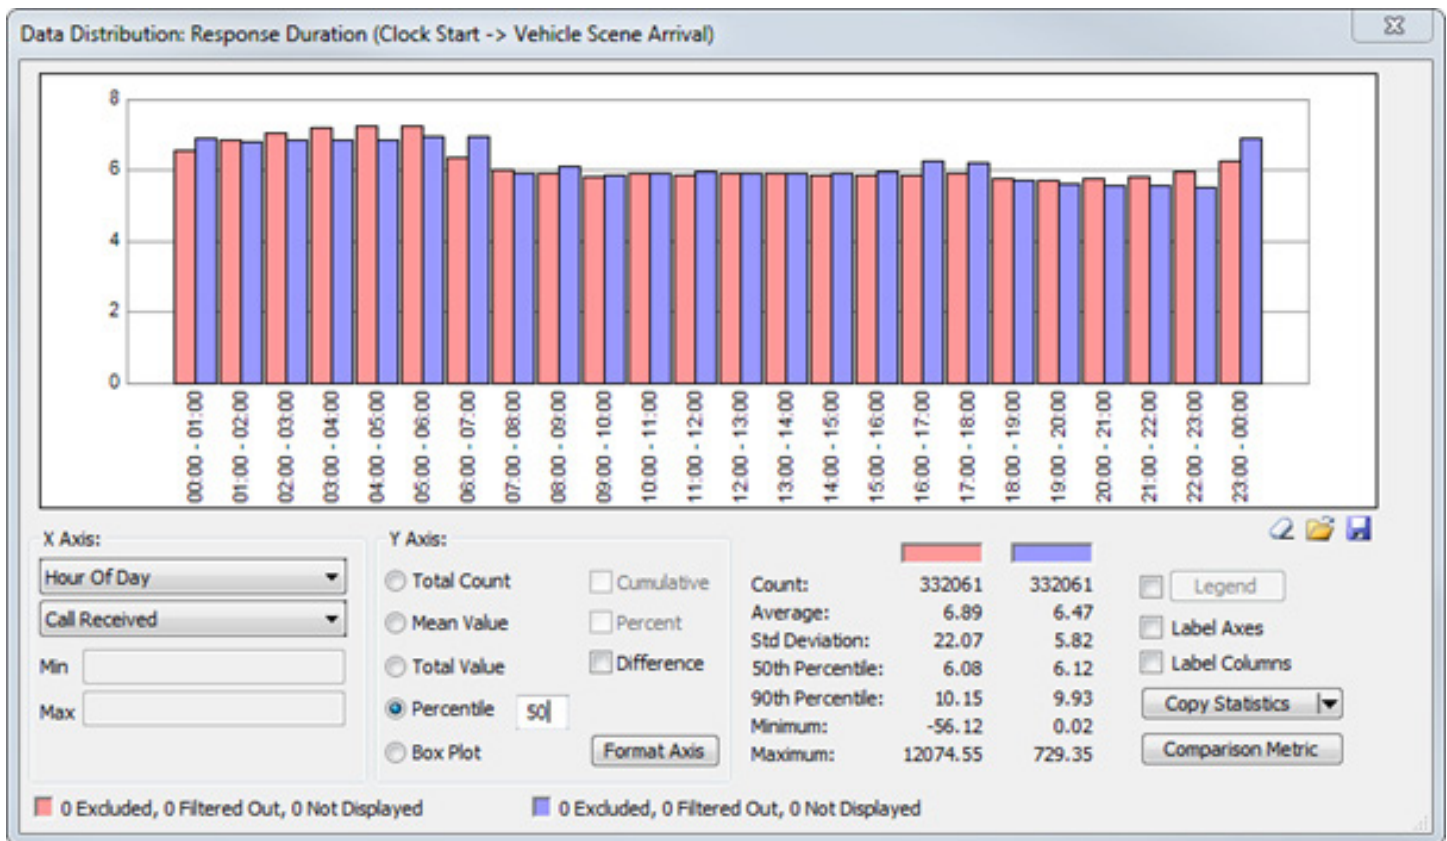 Data Distribution: Response Duration (Clock Start -> Vehicle Scene Arrival)
8
6
4
2
0
00:00 - 01:00
01:00 - 02:00
02:00 - 03:00
03:00 - 04:00
04:00 - 05:00
05:00 - 06:00
06:00 - 07:00
07:00 - 08:00
08:00 - 09:00
09:00 - 10:00
10:00 - 11:00
11:00 - 12:00
12:00 - 13:00
13:00 - 14:00
14:00 - 15:00
15:00 - 16:00
16:00 - 17:00
17:00 - 18:00
18:00 - 19:00
19:00 - 20:00
20:00 - 21:00
21:00 - 22:00
22:00 - 23:00
23:00 - 00:00
X Axis:
Hour Of Day
Call Received
Min
Max
Y Axis:
Total Count
Cumulative
Mean Value
Percent
Total Value
Difference
Percentile 50
Box Plot
Format Axis
Count: 332061 332061
Average: 6.89 6.47
Std Deviation: 22.07 5.82
50th Percentile: 6.08 6.12
90th Percentile: 10.15 9.93
Minimum: -56.12 0.02
Maximum: 12074.55 729.35
Legend
Label Axes
Label Columns
Copy Statistics
Comparison Metric
0 Excluded, 0 Filtered Out, 0 Not Displayed
0 Excluded, 0 Filtered Out, 0 Not Displayed